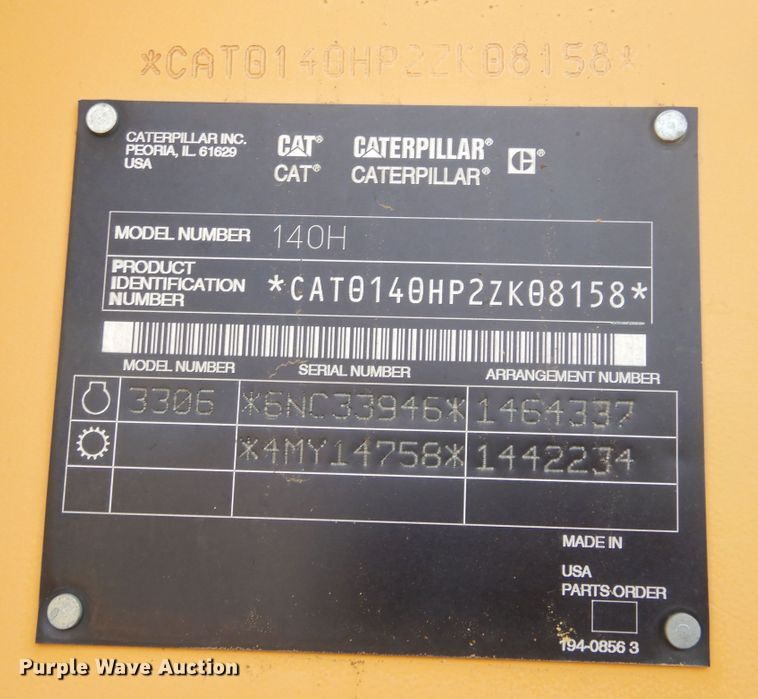 *CAT0140HP2ZK08158*
CATERPILLAR INC.
PEORIA, IL. 61629
USA
CAT® CATERPILLAR® C®
CAT® CATERPILLAR®
MODEL NUMBER 140H
PRODUCT
IDENTIFICATION
NUMBER *CAT0140HP2ZK08158*
MODEL NUMBER SERIAL NUMBER ARRANGEMENT NUMBER
3306 *6NC33946* 1464337
*4MY14758* 1442234
MADE IN
USA
PARTS ORDER
194-0856 3
Purple Wave Auction